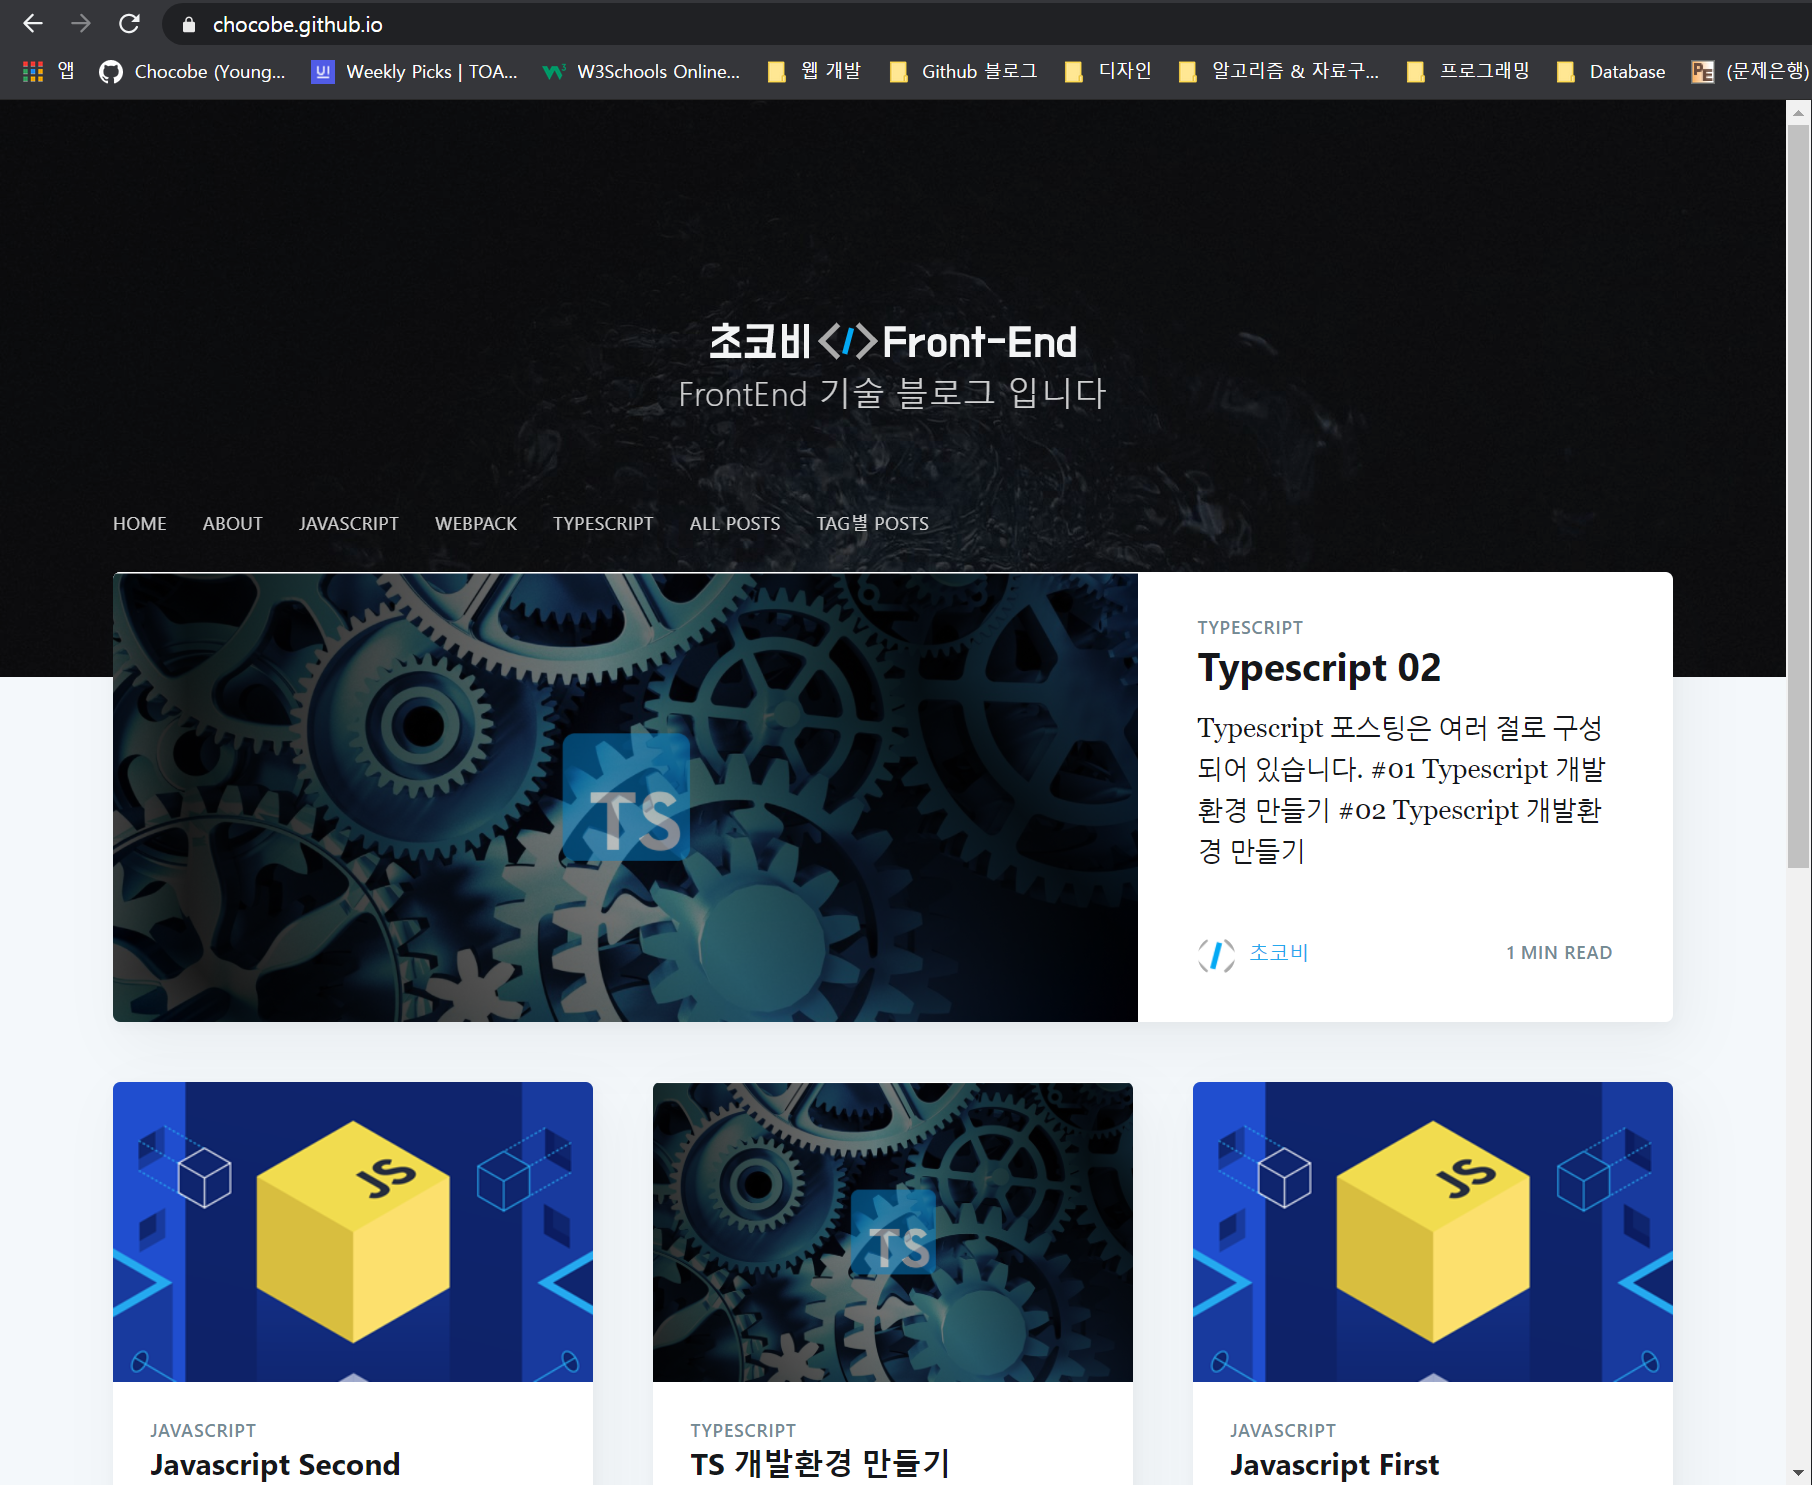 chocobe.github.io
앱 Chocobe (Young... Weekly Picks | TOA... W3Schools Online... 웹 개발 Github 블로그 디자인 알고리즘 & 자료구... 프로그래밍 Database (문제은행)
초코비</>Front-End
FrontEnd 기술 블로그 입니다
HOME ABOUT JAVASCRIPT WEBPACK TYPESCRIPT ALL POSTS TAG별 POSTS
TS
TYPESCRIPT
Typescript 02
Typescript 포스팅은 여러 절로 구성
되어 있습니다. #01 Typescript 개발
환경 만들기 #02 Typescript 개발환
경 만들기
초코비 1 MIN READ
JS
TS
JS
JAVASCRIPT
Javascript Second
TYPESCRIPT
TS 개발환경 만들기
JAVASCRIPT
Javascript First